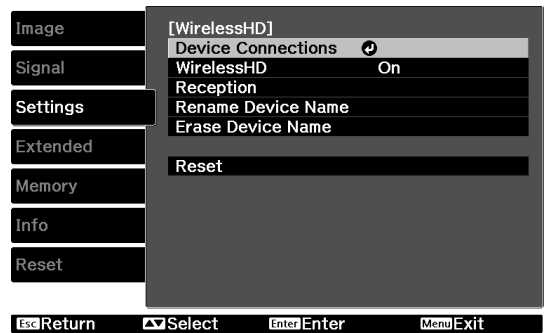 Image
Signal
Settings
Extended
Memory
Info
Reset
[WirelessHD]
Device Connections
WirelessHD On
Reception
Rename Device Name
Erase Device Name
Reset
Esc Return Select Enter Enter Menu Exit